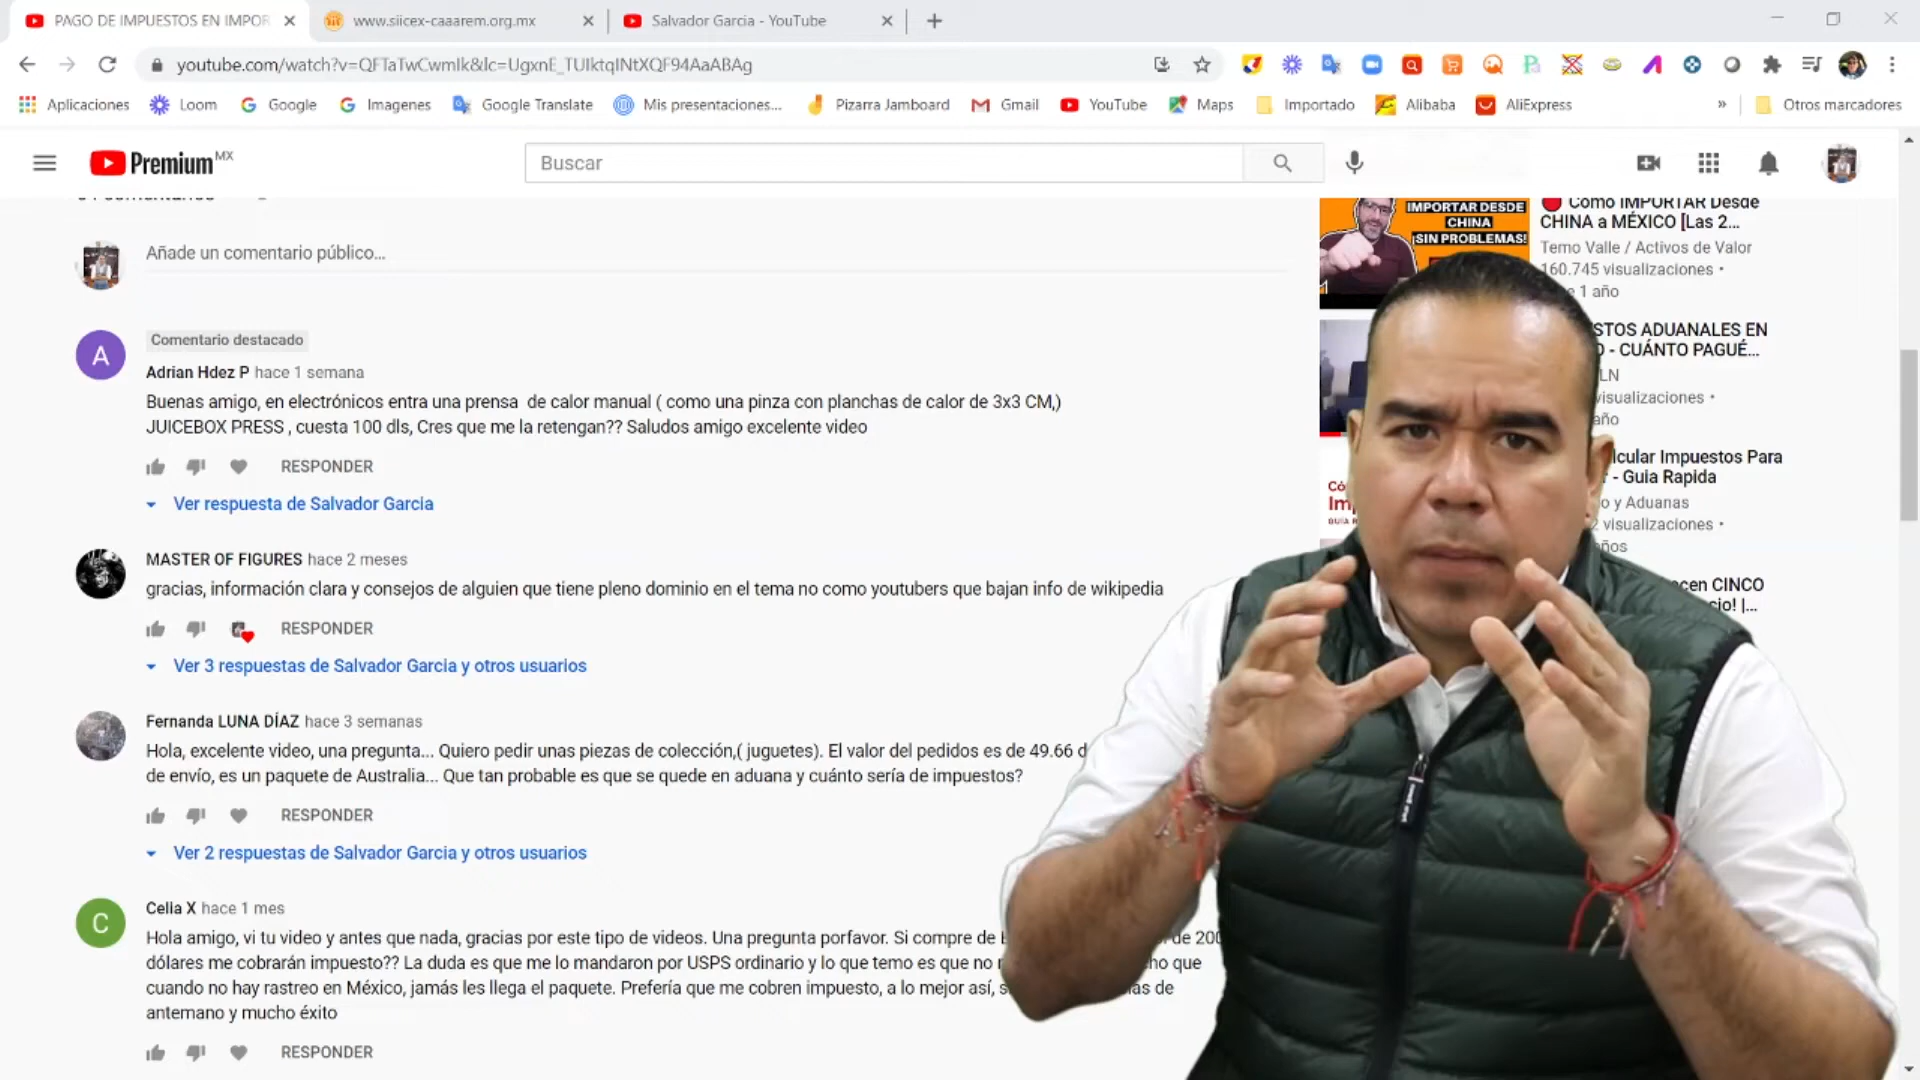 PAGO DE IMPUESTOS EN IMPOR
www.siicex-caaarem.org.mx
Salvador Garcia - YouTube
youtube.com/watch?v=QFTaTwCwmIk&lc=UgxnE_TUIktqINtXQF94AaABAg
Aplicaciones
Loom
Google
Imagenes
Google Translate
Mis presentaciones...
Pizarra Jamboard
Gmail
YouTube
Maps
Importado
Alibaba
AliExpress
»
Otros marcadores
Premium MX
Buscar
Añade un comentario público...
Comentario destacado
A
Adrian Hdez P hace 1 semana
Buenas amigo, en electrónicos entra una prensa de calor manual ( como una pinza con planchas de calor de 3x3 CM,)
JUICEBOX PRESS , cuesta 100 dls, Cres que me la retengan?? Saludos amigo excelente video
RESPONDER
Ver respuesta de Salvador Garcia
MASTER OF FIGURES hace 2 meses
gracias, información clara y consejos de alguien que tiene pleno dominio en el tema no como youtubers que bajan info de wikipedia
RESPONDER
Ver 3 respuestas de Salvador Garcia y otros usuarios
Fernanda LUNA DÍAZ hace 3 semanas
Hola, excelente video, una pregunta... Quiero pedir unas piezas de colección,( juguetes). El valor del pedidos es de 49.66 d
de envío, es un paquete de Australia... Que tan probable es que se quede en aduana y cuánto sería de impuestos?
RESPONDER
Ver 2 respuestas de Salvador Garcia y otros usuarios
C
Celia X hace 1 mes
Hola amigo, vi tu video y antes que nada, gracias por este tipo de videos. Una pregunta porfavor. Si compre de de 200
dólares me cobrarán impuesto?? La duda es que me lo mandaron por USPS ordinario y lo que temo es que no que
cuando no hay rastreo en México, jamás les llega el paquete. Prefería que me cobren impuesto, a lo mejor así, de
antemano y mucho éxito
RESPONDER
IMPORTAR DESDE
CHINA
¡SIN PROBLEMAS!
Cómo IMPORTAR Desde
CHINA a MÉXICO [Las 2...
Temo Valle / Activos de Valor
160.745 visualizaciones •
1 año
STOS ADUANALES EN
- CUÁNTO PAGUÉ...
LN
visualizaciones •
año
lcular Impuestos Para
- Guia Rapida
o y Aduanas
2 visualizaciones •
años
cen CINCO
cio! |...